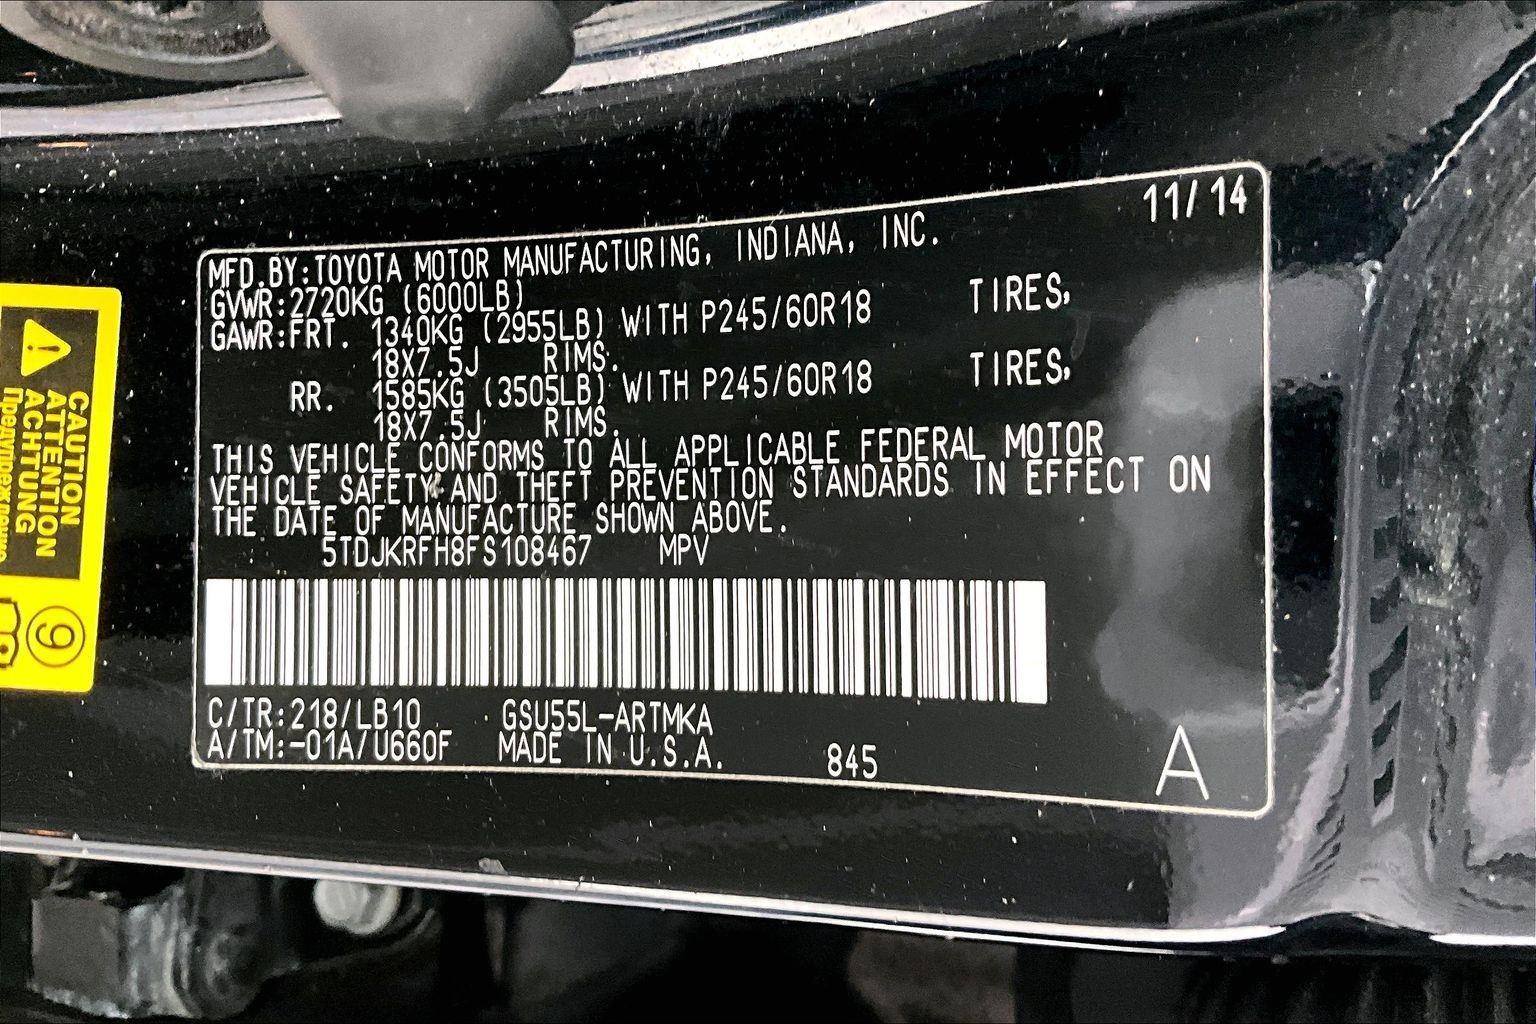 11/14
MFD.BY:TOYOTA MOTOR MANUFACTURING, INDIANA, INC.
GVWR:2720KG (6000LB)
GAWR:FRT. 1340KG (2955LB) WITH P245/60R18 TIRES,
18X7.5J RIMS.
RR. 1585KG (3505LB) WITH P245/60R18 TIRES,
18X7.5J RIMS.
THIS VEHICLE CONFORMS TO ALL APPLICABLE FEDERAL MOTOR
VEHICLE SAFETY AND THEFT PREVENTION STANDARDS IN EFFECT ON
THE DATE OF MANUFACTURE SHOWN ABOVE.
5TDJKRFH8FS108467 MPV
C/TR:218/LB10 GSU55L-ARTMKA
A/TM:-01A/U660F MADE IN U.S.A. 845 A
CAUTION
ATTENTION
ACHTUNG
9